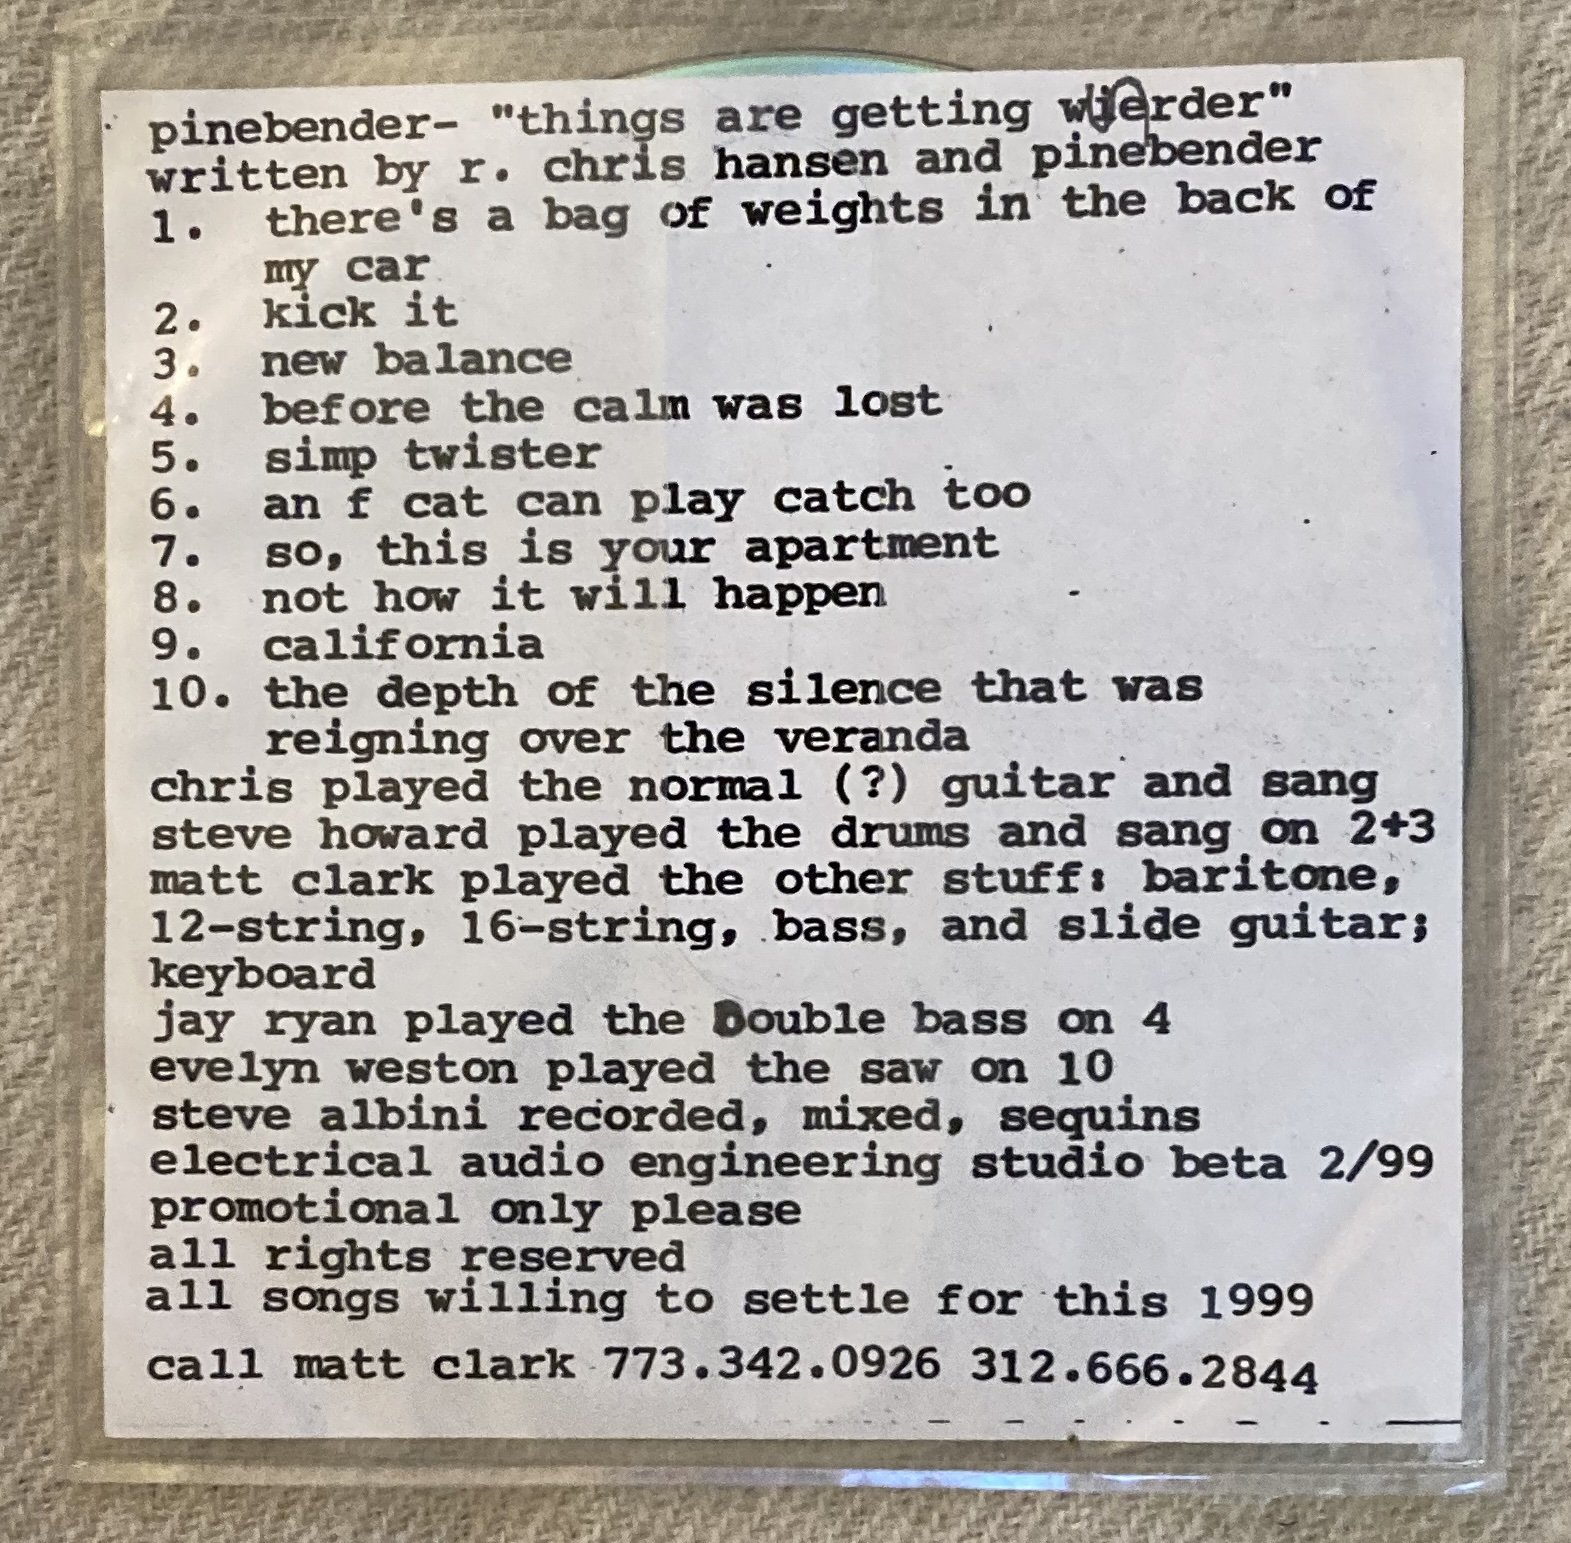 pinebender- "things are getting wierder"
written by r. chris hansen and pinebender
1. there's a bag of weights in the back of
my car
2. kick it
3. new balance
4. before the calm was lost
5. simp twister
6. an f cat can play catch too
7. so, this is your apartment
8. not how it will happen
9. california
10. the depth of the silence that was
reigning over the veranda
chris played the normal (?) guitar and sang
steve howard played the drums and sang on 2+3
matt clark played the other stuff: baritone,
12-string, 16-string, bass, and slide guitar;
keyboard
jay ryan played the Double bass on 4
evelyn weston played the saw on 10
steve albini recorded, mixed, sequins
electrical audio engineering studio beta 2/99
promotional only please
all rights reserved
all songs willing to settle for this 1999
call matt clark 773.342.0926 312.666.2844